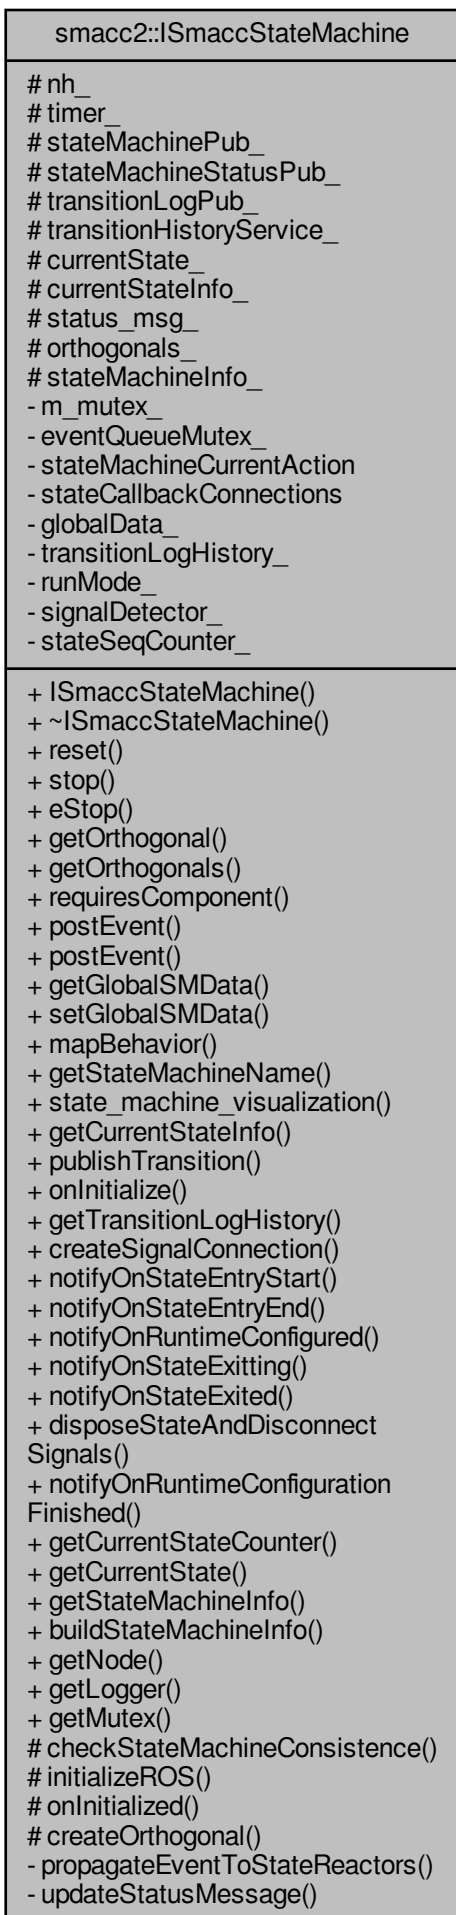 smacc2::ISmaccStateMachine
# nh_
# timer_
# stateMachinePub_
# stateMachineStatusPub_
# transitionLogPub_
# transitionHistoryService_
# currentState_
# currentStateInfo_
# status_msg_
# orthogonals_
# stateMachineInfo_
- m_mutex_
- eventQueueMutex_
- stateMachineCurrentAction
- stateCallbackConnections
- globalData_
- transitionLogHistory_
- runMode_
- signalDetector_
- stateSeqCounter_
+ ISmaccStateMachine()
+ ~ISmaccStateMachine()
+ reset()
+ stop()
+ eStop()
+ getOrthogonal()
+ getOrthogonals()
+ requiresComponent()
+ postEvent()
+ postEvent()
+ getGlobalSMData()
+ setGlobalSMData()
+ mapBehavior()
+ getStateMachineName()
+ state_machine_visualization()
+ getCurrentStateInfo()
+ publishTransition()
+ onInitialize()
+ getTransitionLogHistory()
+ createSignalConnection()
+ notifyOnStateEntryStart()
+ notifyOnStateEntryEnd()
+ notifyOnRuntimeConfigured()
+ notifyOnStateExitting()
+ notifyOnStateExited()
+ disposeStateAndDisconnect
Signals()
+ notifyOnRuntimeConfiguration
Finished()
+ getCurrentStateCounter()
+ getCurrentState()
+ getStateMachineInfo()
+ buildStateMachineInfo()
+ getNode()
+ getLogger()
+ getMutex()
# checkStateMachineConsistence()
# initializeROS()
# onInitialized()
# createOrthogonal()
- propagateEventToStateReactors()
- updateStatusMessage()